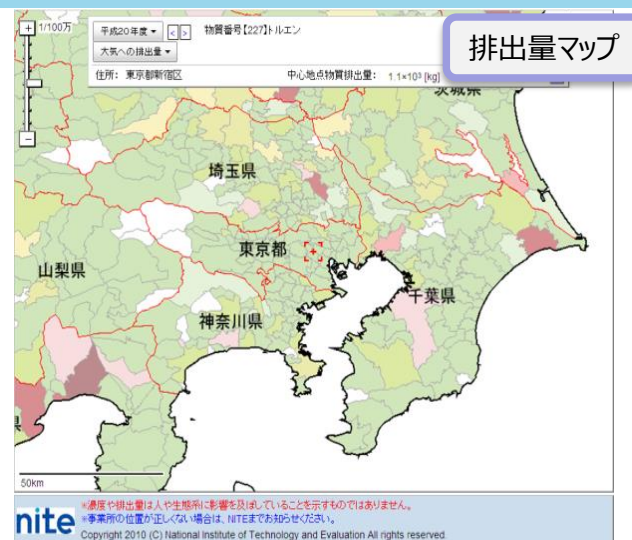 排出量マップ
1/100万
平成20年度 ▼ < > 物質番号【227】トルエン
大気への排出量 ▼
住所: 東京都新宿区 中心地点物質排出量: 1.1×10³ [kg]
茨城県
埼玉県
東京都
山梨県
千葉県
神奈川県
県
50km
nite
*濃度や排出量は人や生態系に影響を及ぼしていることを示すものではありません。
*事業所の位置が正しくない場合は、NITEまでお知らせください。
Copyright 2010 (C) National Institute of Technology and Evaluation All rights reserved.